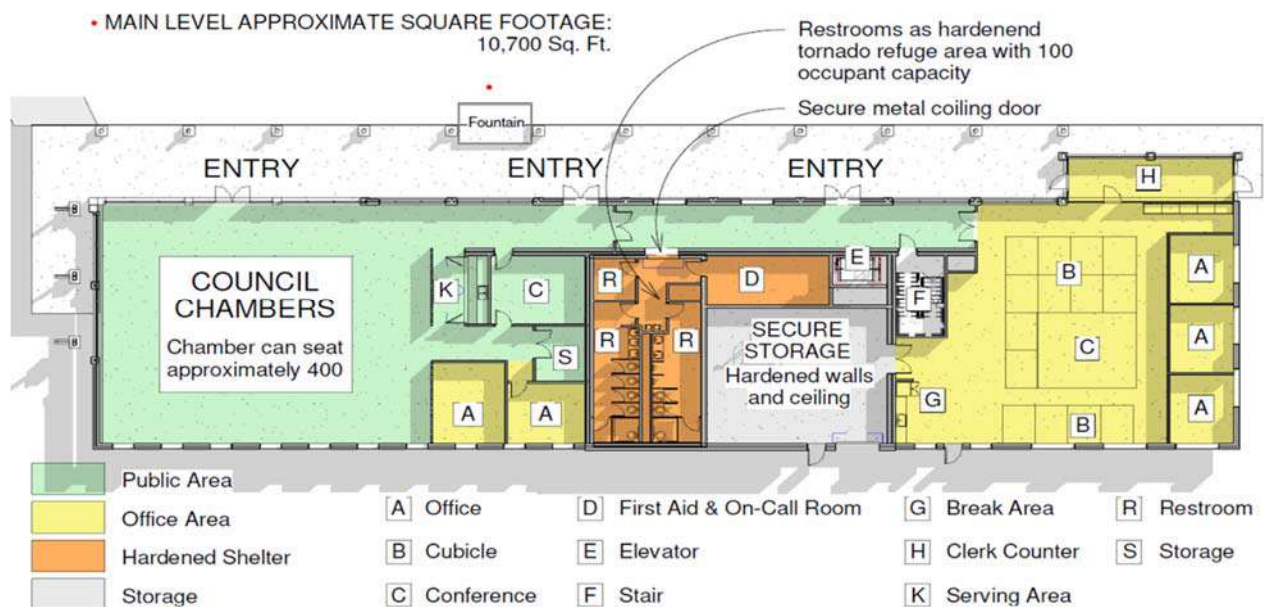 • MAIN LEVEL APPROXIMATE SQUARE FOOTAGE:
10,700 Sq. Ft.
Restrooms as hardenend
tornado refuge area with 100
occupant capacity
Secure metal coiling door
Fountain
ENTRY
ENTRY
ENTRY
H
COUNCIL
CHAMBERS
Chamber can seat
approximately 400
K
C
S
A
A
R
R
R
D
E
F
SECURE
STORAGE
Hardened walls
and ceiling
G
B
C
B
A
A
A
Public Area
Office Area
Hardened Shelter
Storage
A Office
B Cubicle
C Conference
D First Aid & On-Call Room
E Elevator
F Stair
G Break Area
H Clerk Counter
K Serving Area
R Restroom
S Storage